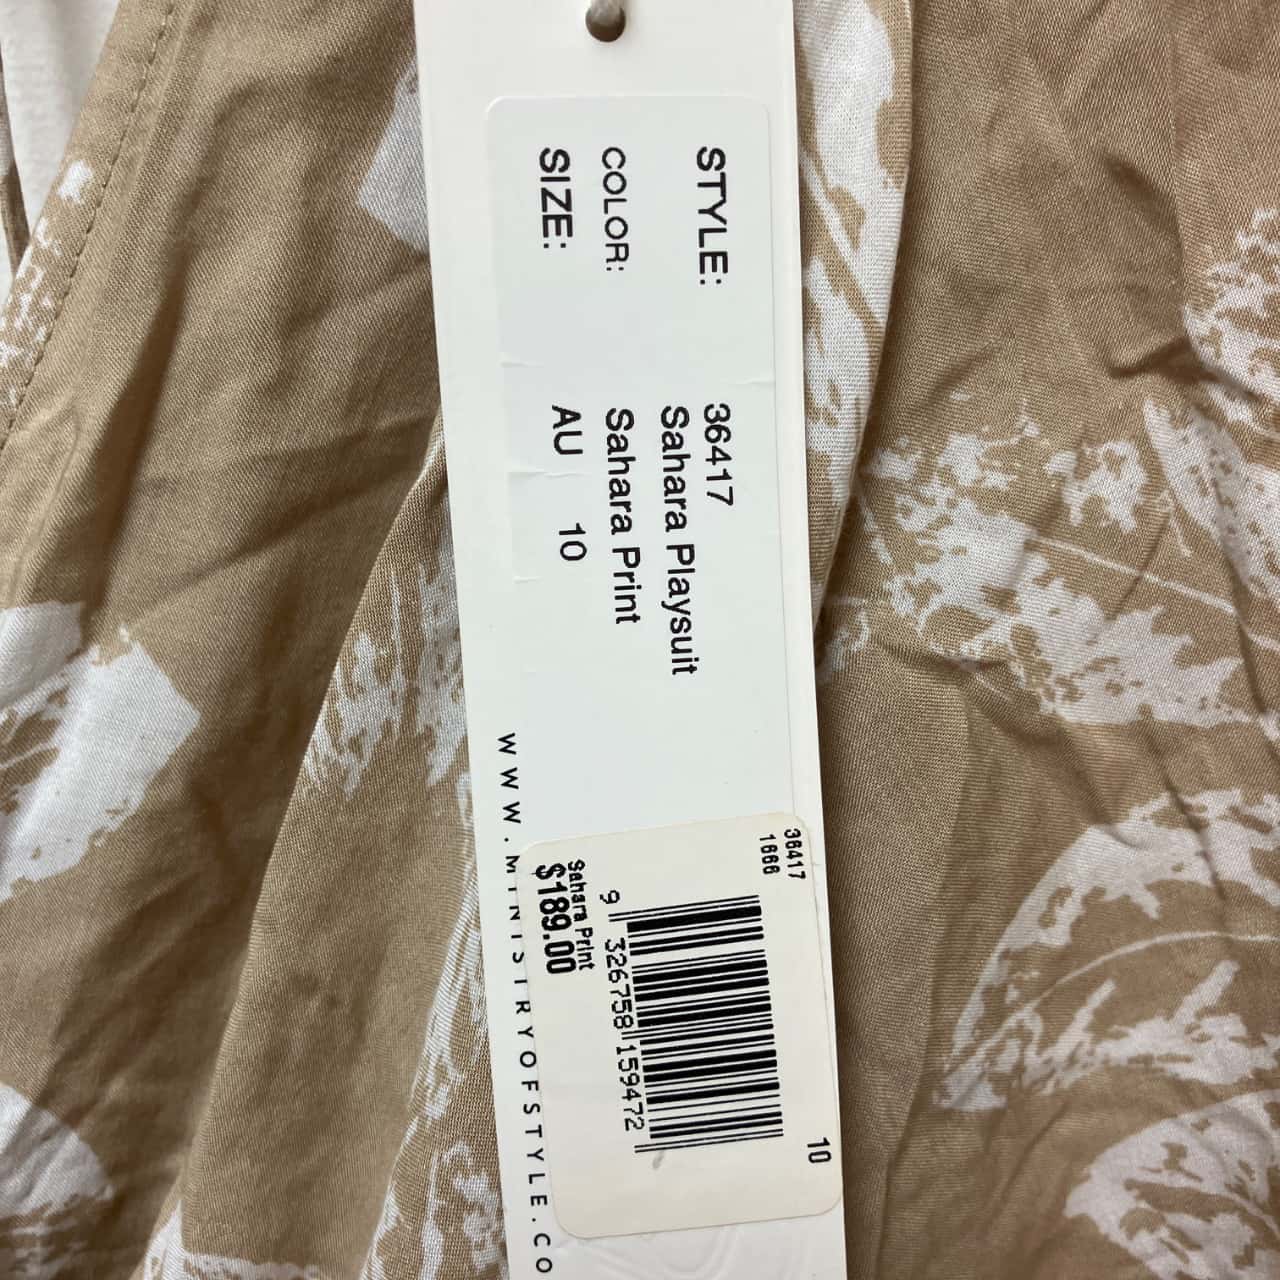 STYLE: 36417
Sahara Playsuit
COLOR: Sahara Print
SIZE: AU 10
36417
1666
10
9 326758 159472
Sahara Print
$189.00
WWW.MINISTRYOFSTYLE.CO